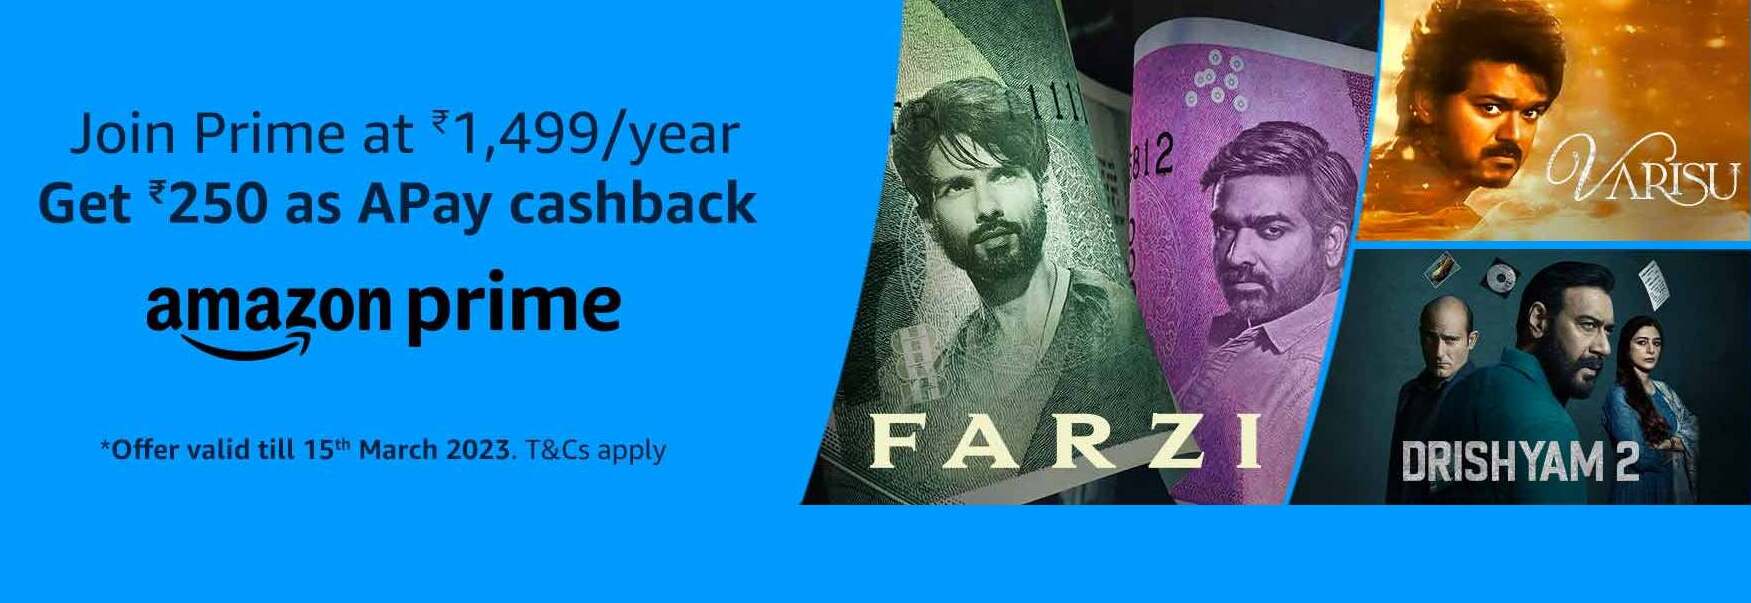 Join Prime at ₹1,499/year
Get ₹250 as APay cashback
amazon prime
*Offer valid till 15th March 2023. T&Cs apply
812
FARZI
VARISU
DRISHYAM 2